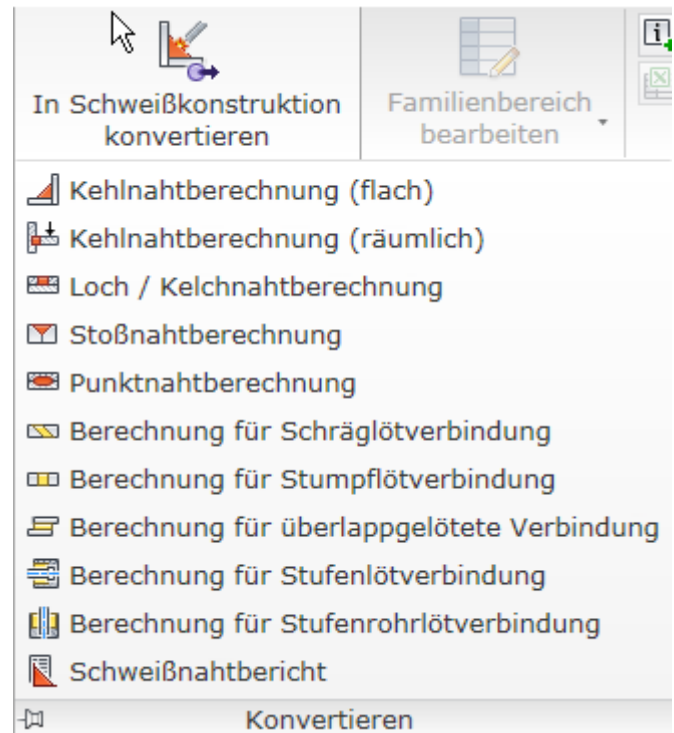 In Schweißkonstruktion
konvertieren
Familienbereich
bearbeiten
Kehlnahtberechnung (flach)
Kehlnahtberechnung (räumlich)
Loch / Kelchnahtberechnung
Stoßnahtberechnung
Punktnahtberechnung
Berechnung für Schräglötverbindung
Berechnung für Stumpflötverbindung
Berechnung für überlappgelötete Verbindung
Berechnung für Stufenlötverbindung
Berechnung für Stufenrohrlötverbindung
Schweißnahtbericht
Konvertieren